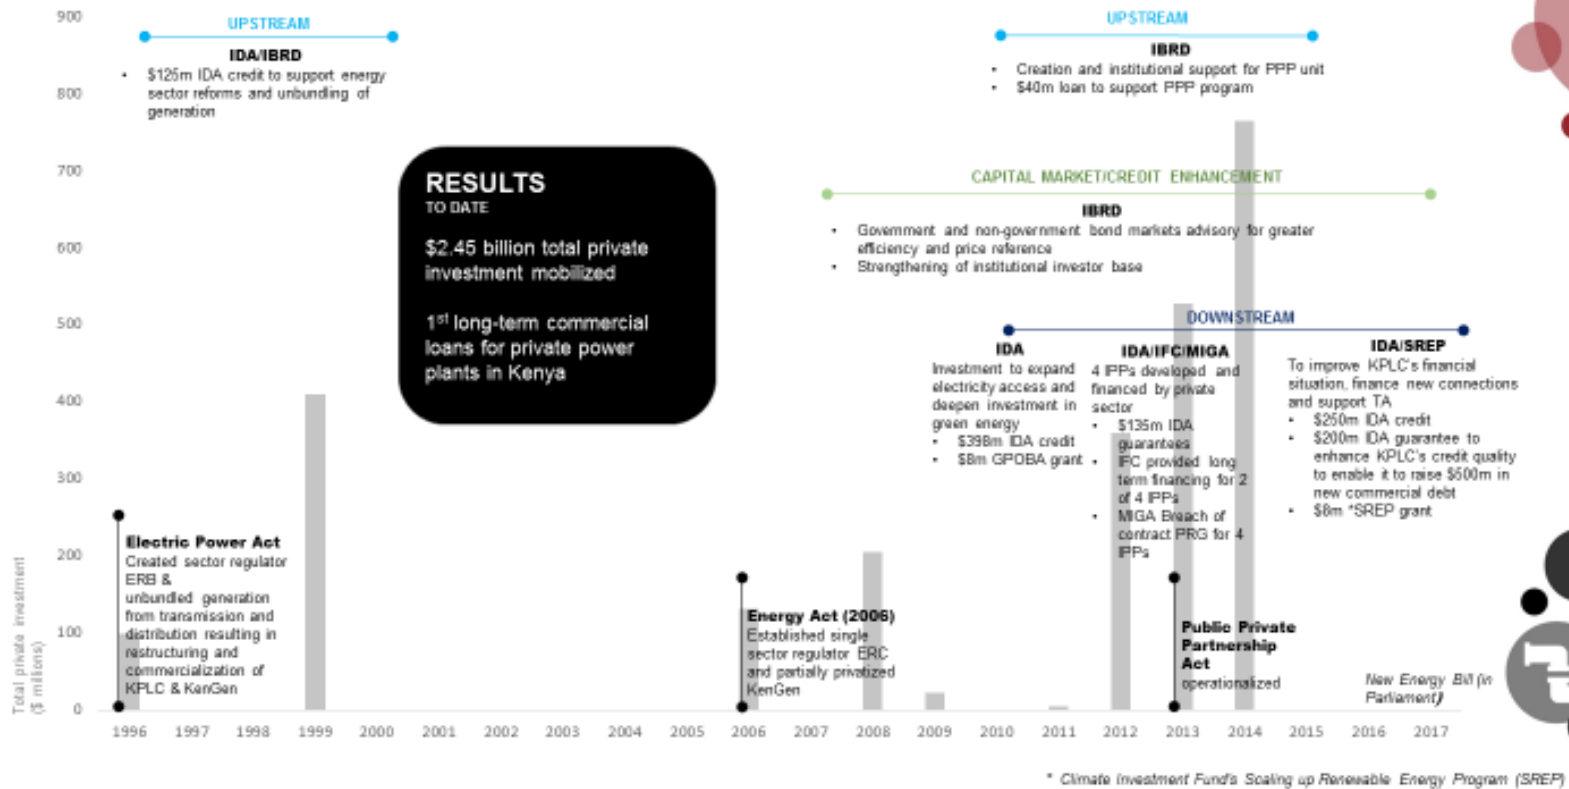 900
800
700
600
500
400
300
200
100
0
Total private investment
($ millions)
UPSTREAM
IDA/IBRD
• $125m IDA credit to support energy
sector reforms and unbundling of
generation
RESULTS
TO DATE
$2.45 billion total private
investment mobilized
1st long-term commercial
loans for private power
plants in Kenya
UPSTREAM
IBRD
• Creation and institutional support for PPP unit
• $40m loan to support PPP program
CAPITAL MARKET/CREDIT ENHANCEMENT
IBRD
• Government and non-government bond markets advisory for greater
efficiency and price reference
• Strengthening of institutional investor base
DOWNSTREAM
IDA
Investment to expand
electricity access and
deepen investment in
green energy
• $398m IDA credit
• $8m GPOBA grant
IDA/IFC/MIGA
4 IPPs developed and
financed by private
sector
• $135m IDA
guarantees
• IFC provided long
term financing for 2
of 4 IPPs
• MIGA Breach of
contract PRG for 4
IPPs
IDA/SREP
To improve KPLC's financial
situation, finance new connections
and support TA
• $250m IDA credit
• $200m IDA guarantee to
enhance KPLC's credit quality
to enable it to raise $500m in
new commercial debt
• $8m *SREP grant
Electric Power Act
Created sector regulator
ERB &
unbundled generation
from transmission and
distribution resulting in
restructuring and
commercialization of
KPLC & KenGen
Energy Act (2006)
Established single
sector regulator ERC
and partially privatized
KenGen
Public Private
Partnership
Act
operationalized
New Energy Bill (in
Parliament)
1996 1997 1998 1999 2000 2001 2002 2003 2004 2005 2006 2007 2008 2009 2010 2011 2012 2013 2014 2015 2016 2017
* Climate Investment Fund's Scaling up Renewable Energy Program (SREP)